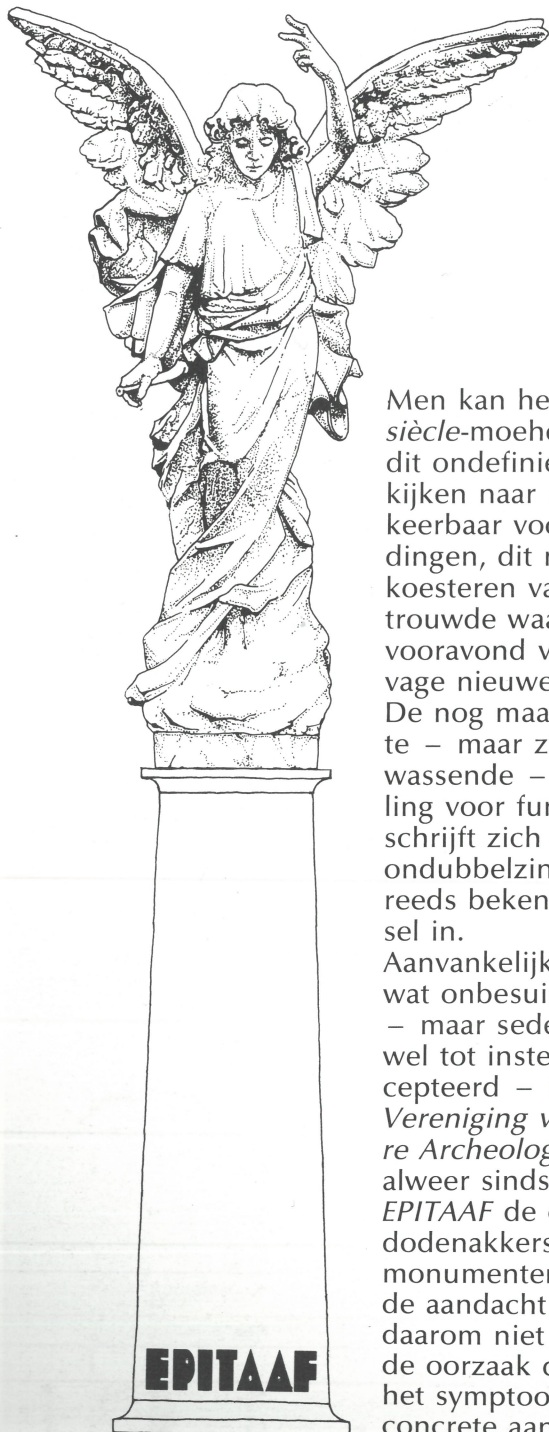 Men kan he
siècle-moehe
dit ondefinie
kijken naar
keerbaar voo
dingen, dit n
koesteren va
trouwde waa
vooravond v
vage nieuwe
De nog maa
te – maar z
wassende –
ling voor fur
schrijft zich
ondubbelzin
reeds beken
sel in.
Aanvankelijk
wat onbesui
– maar sede
wel tot inste
cepteerd –
Vereniging v
re Archeolog
alweer sinds
EPITAAF de
dodenakkers
monumenten
de aandacht
daarom niet
de oorzaak
het symptoo
concrete aan
EPITAAF